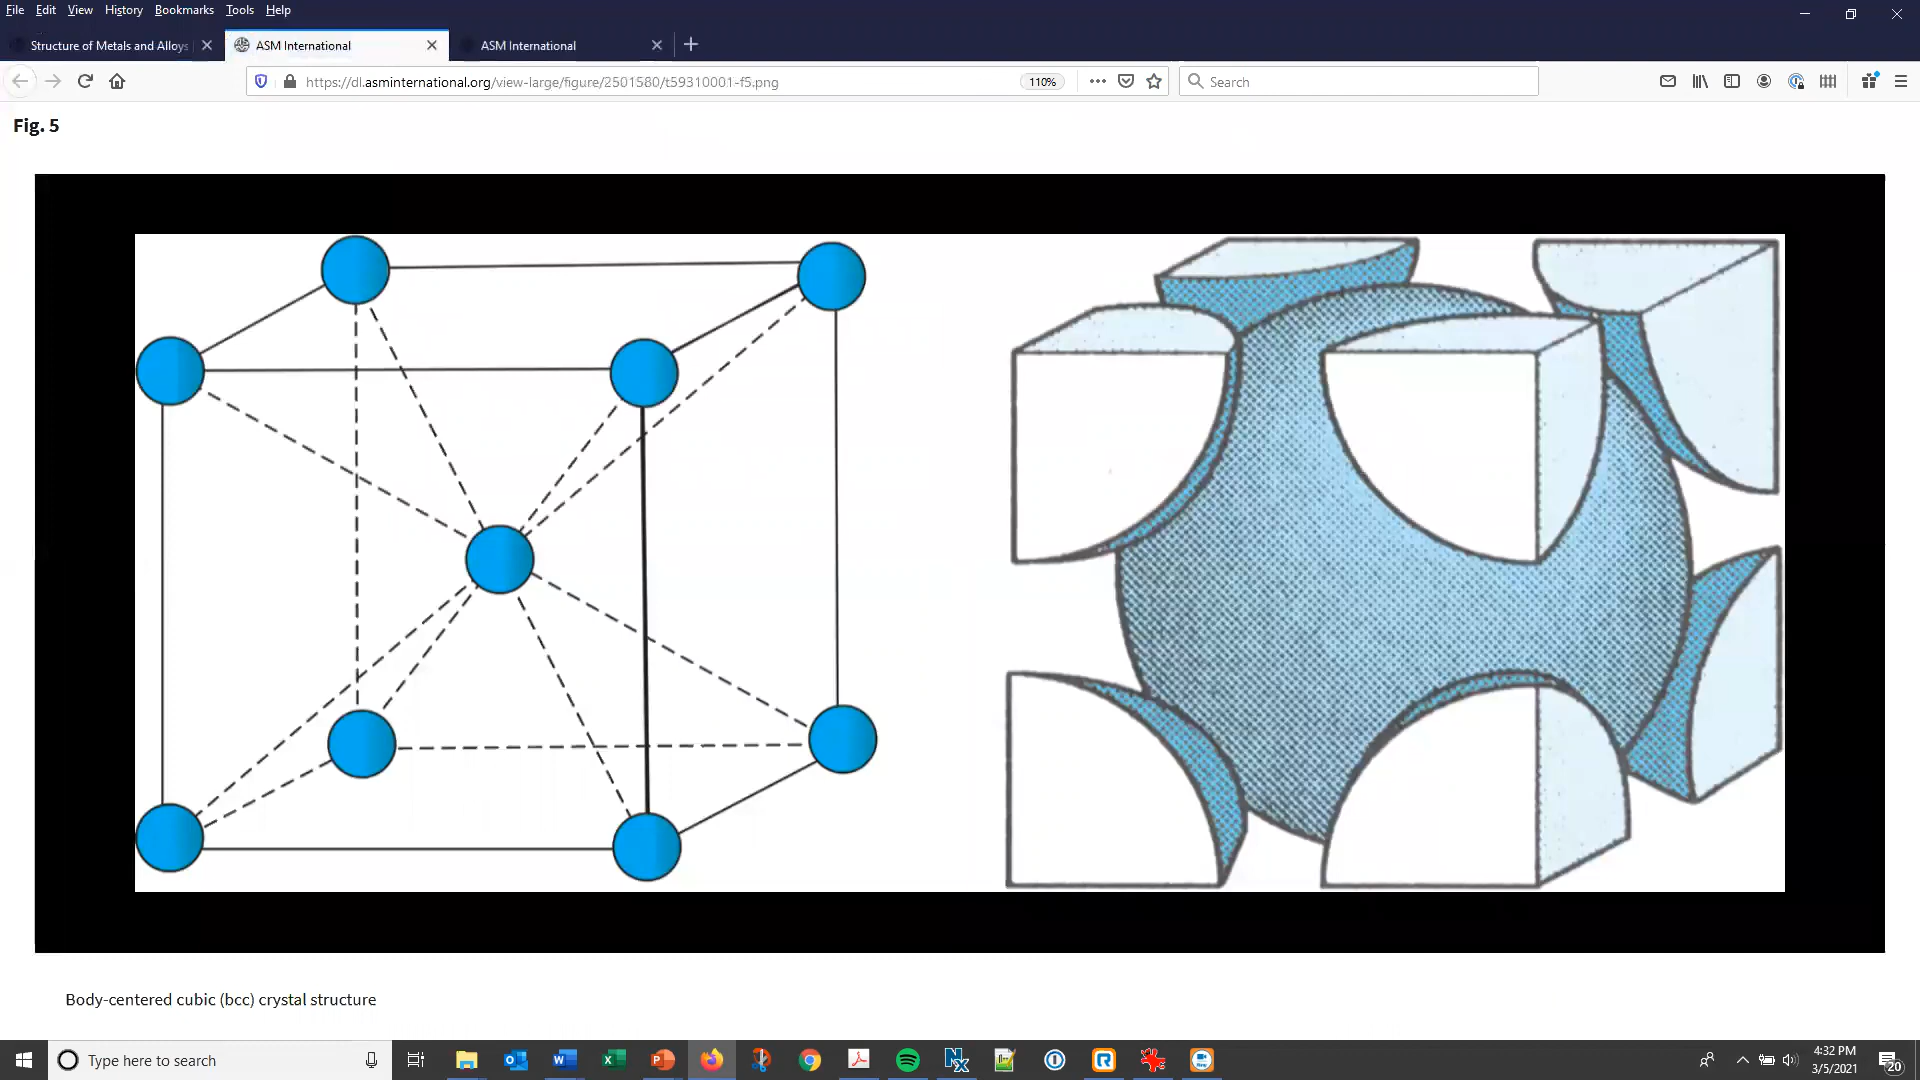 File Edit View History Bookmarks Tools Help
Structure of Metals and Alloys
ASM International
ASM International
https://dl.asminternational.org/view-large/figure/2501580/t59310001-f5.png
110%
Search
Fig. 5
Body-centered cubic (bcc) crystal structure
Type here to search
4:32 PM
3/5/2021
20